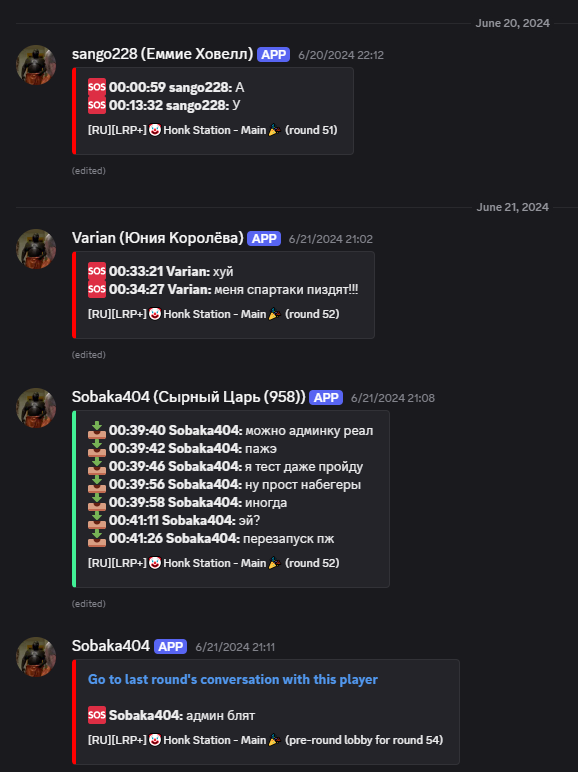 June 20, 2024
sango228 (Еммие Ховелл) APP 6/20/2024 22:12
SOS 00:00:59 sango228: А
SOS 00:13:32 sango228: У
[RU][LRP+]🤡Honk Station - Main🎉 (round 51)
(edited)
June 21, 2024
Varian (Юния Королёва) APP 6/21/2024 21:02
SOS 00:33:21 Varian: хуй
SOS 00:34:27 Varian: меня спартаки пиздят!!!
[RU][LRP+]🤡Honk Station - Main🎉 (round 52)
(edited)
Sobaka404 (Сырный Царь (958)) APP 6/21/2024 21:08
00:39:40 Sobaka404: можно админку реал
00:39:42 Sobaka404: пажэ
00:39:46 Sobaka404: я тест даже пройду
00:39:56 Sobaka404: ну прост набегеры
00:39:58 Sobaka404: иногда
00:41:11 Sobaka404: эй?
00:41:26 Sobaka404: перезапуск пж
[RU][LRP+]🤡Honk Station - Main🎉 (round 52)
(edited)
Sobaka404 APP 6/21/2024 21:11
Go to last round's conversation with this player
SOS Sobaka404: админ блят
[RU][LRP+]🤡Honk Station - Main🎉 (pre-round lobby for round 54)